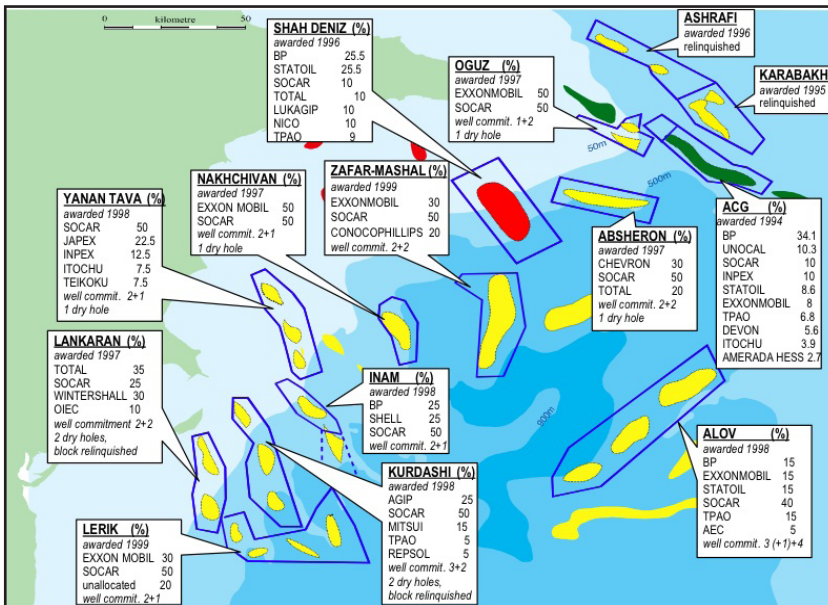 0 kilometre 50
SHAH DENIZ (%)
awarded 1996
BP 25.5
STATOIL 25.5
SOCAR 10
TOTAL 10
LUKAGIP 10
NICO 10
TPAO 9
OGUZ (%)
awarded 1997
EXXONMOBIL 50
SOCAR 50
well commit. 1+2
1 dry hole
ASHRAFI
awarded 1996
relinquished
KARABAKH
awarded 1995
relinquished
50m
500m
900m
NAKHCHIVAN (%)
awarded 1997
EXXON MOBIL 50
SOCAR 50
well commit. 2+1
1 dry hole
ZAFAR-MASHAL (%)
awarded 1999
EXXONMOBIL 30
SOCAR 50
CONOCOPHILLIPS 20
well commit. 2+2
YANAN TAVA (%)
awarded 1998
SOCAR 50
JAPEX 22.5
INPEX 12.5
ITOCHU 7.5
TEIKOKU 7.5
well commit. 2+1
1 dry hole
ABSHERON (%)
awarded 1997
CHEVRON 30
SOCAR 50
TOTAL 20
well commit. 2+2
1 dry hole
ACG (%)
awarded 1994
BP 34.1
UNOCAL 10.3
SOCAR 10
INPEX 10
STATOIL 8.6
EXXONMOBIL 8
TPAO 6.8
DEVON 5.6
ITOCHU 3.9
AMERADA HESS 2.7
LANKARAN (%)
awarded 1997
TOTAL 35
SOCAR 25
WINTERSHALL 30
OIEC 10
well commitment 2+2
2 dry holes,
block relinquished
INAM (%)
awarded 1998
BP 25
SHELL 25
SOCAR 50
well commit. 2+1
KURDASHI (%)
awarded 1998
AGIP 25
SOCAR 50
MITSUI 15
TPAO 5
REPSOL 5
well commit. 3+2
2 dry holes,
block relinquished
ALOV (%)
awarded 1998
BP 15
EXXONMOBIL 15
STATOIL 15
SOCAR 40
TPAO 15
AEC 5
well commit. 3 (+1)+4
LERIK (%)
awarded 1999
EXXON MOBIL 30
SOCAR 50
unallocated 20
well commit. 2+1